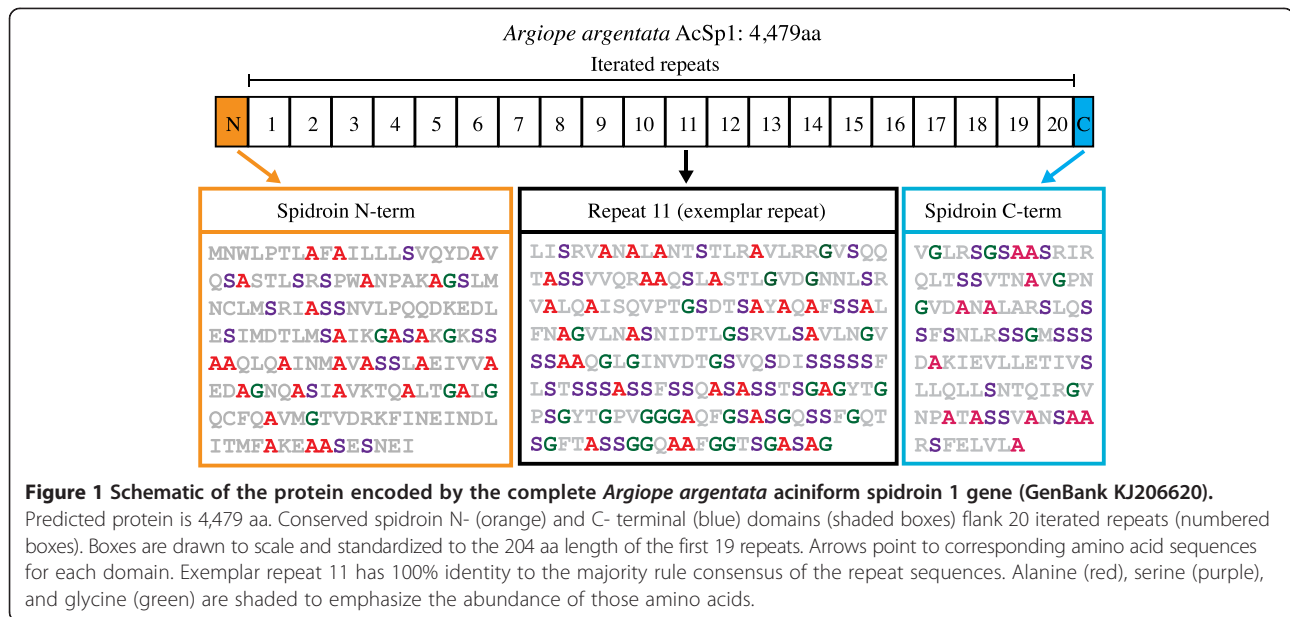 Argiope argentata AcSp1: 4,479aa
Iterated repeats
N 1 2 3 4 5 6 7 8 9 10 11 12 13 14 15 16 17 18 19 20 C
Spidroin N-term
MNWLPTLAFAILLLSVQYDAV
QSASTLSRSPWANPAKAGSLM
NCLMSRIASSNVLPQQDKEDL
ESIMDTLMSAIKGASAKGKSS
AAQLQAINMAVASSLAEIVVA
EDAGNQASIAVKTQALTGALG
QCFQAVMGTVDRKFINEINDL
ITMFAKEAASESNEI
Repeat 11 (exemplar repeat)
LISRVANALANTSTLRAVLRRGVSQQ
TASSVVQRAAQSLASTLGVDGNNLSR
VALQAISQVPTGSDTSAYAQAFSSAL
FNAGVLNASNIDTLGSRVLSAVLNGV
SSAAQGLGINVDTGSVQSDISSSSSF
LSTSSSASSFSSQASASSTSGAGYTG
PSGYTGPVGGGAQFGSASGQSSFGQT
SGFTASSGGQAAFGGTSGASAG
Spidroin C-term
VGLRSGSAASRIR
QLTSSVTNAVGPN
GVDANALARSLQS
SFSNLRSSGMSSS
DAKIEVLLETIVS
LLQLLSNTQIRGV
NPATASSVANSAA
RSFELVLA
Figure 1 Schematic of the protein encoded by the complete Argiope argentata aciniform spidroin 1 gene (GenBank KJ206620).
Predicted protein is 4,479 aa. Conserved spidroin N- (orange) and C- terminal (blue) domains (shaded boxes) flank 20 iterated repeats (numbered
boxes). Boxes are drawn to scale and standardized to the 204 aa length of the first 19 repeats. Arrows point to corresponding amino acid sequences
for each domain. Exemplar repeat 11 has 100% identity to the majority rule consensus of the repeat sequences. Alanine (red), serine (purple),
and glycine (green) are shaded to emphasize the abundance of those amino acids.